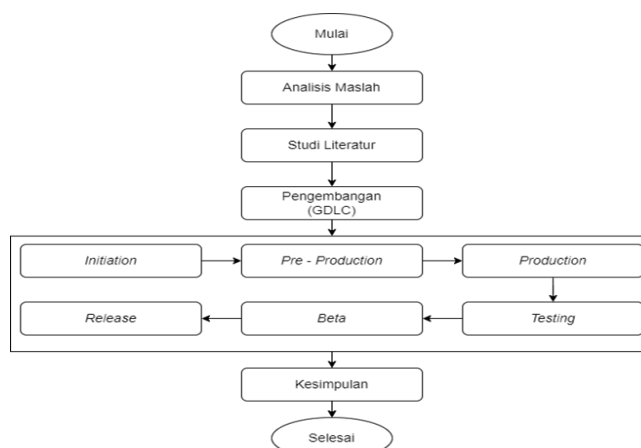 Mulai
Analisis Maslah
Studi Literatur
Pengembangan
(GDLC)
Initiation
Pre - Production
Production
Testing
Beta
Release
Kesimpulan
Selesai